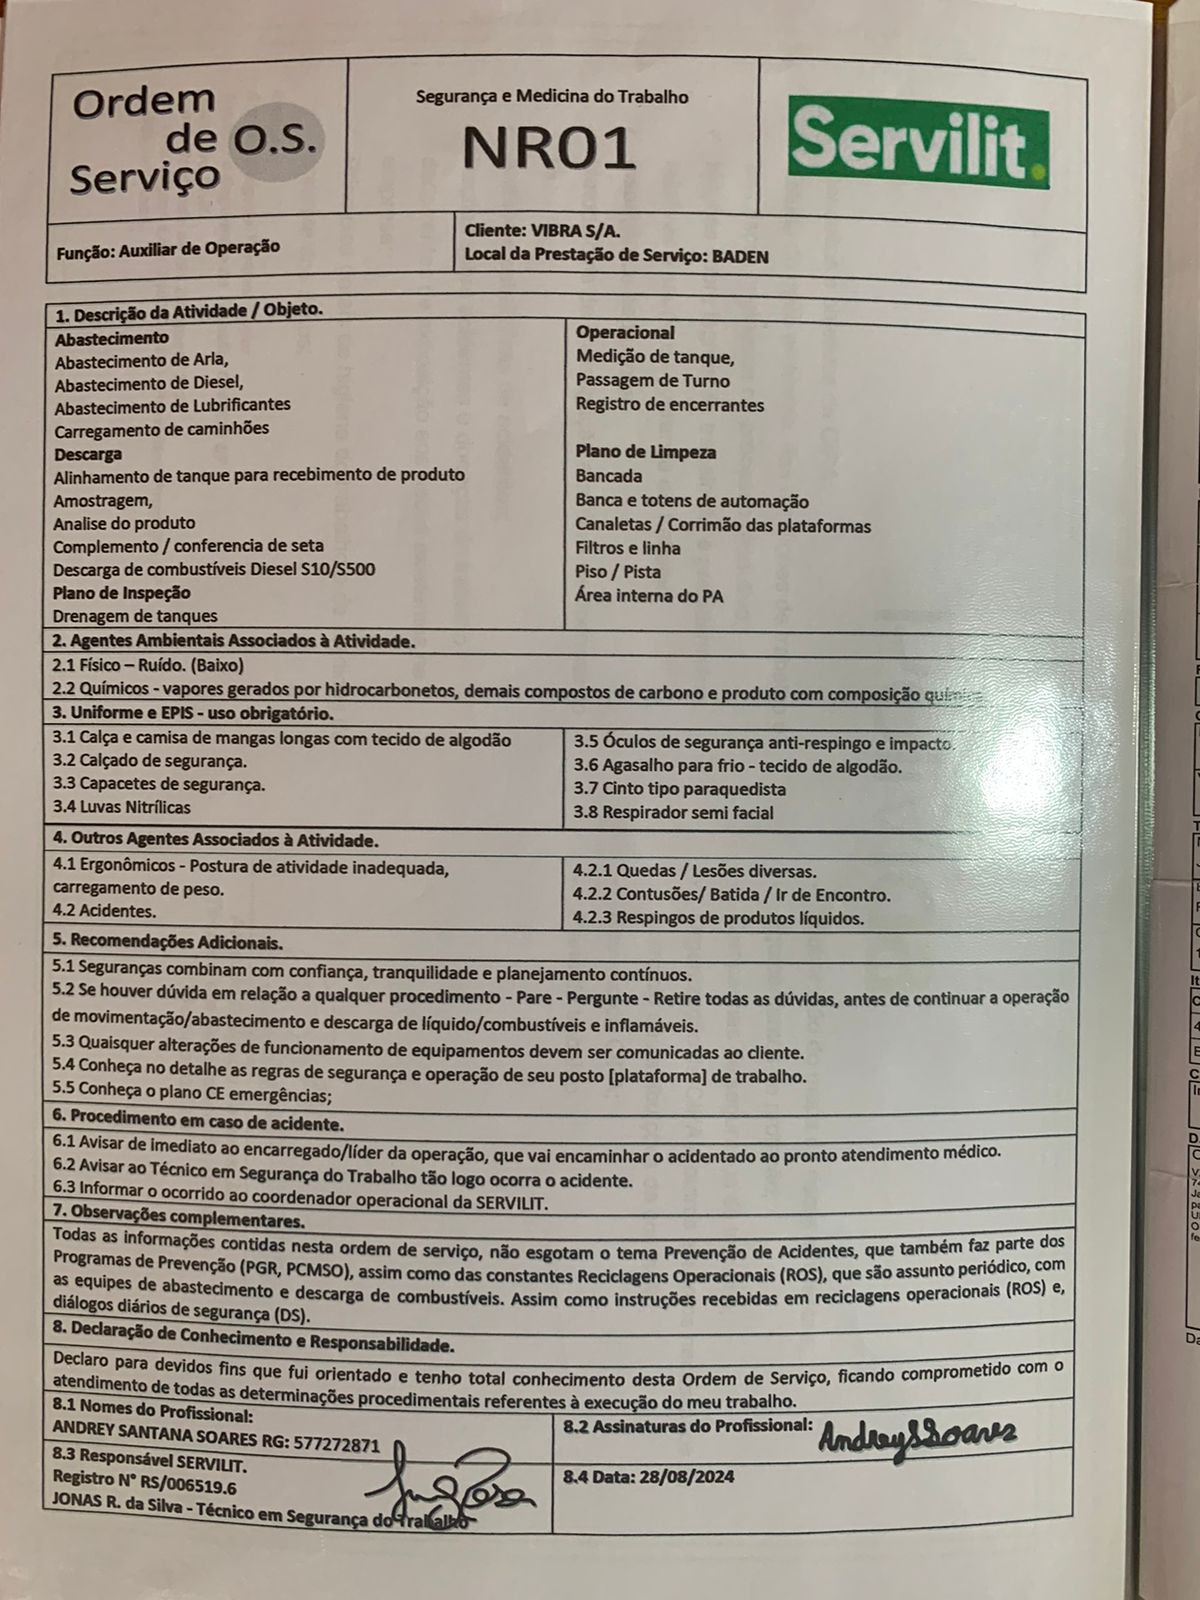 Ordem
de O.S.
Serviço
Segurança e Medicina do Trabalho
NR01
Servilit.
Função: Auxiliar de Operação
Cliente: VIBRA S/A.
Local da Prestação de Serviço: BADEN
1. Descrição da Atividade / Objeto.
Abastecimento
Abastecimento de Arla,
Abastecimento de Diesel,
Abastecimento de Lubrificantes
Carregamento de caminhões
Descarga
Alinhamento de tanque para recebimento de produto
Amostragem,
Analise do produto
Complemento / conferencia de seta
Descarga de combustíveis Diesel S10/S500
Plano de Inspeção
Drenagem de tanques
Operacional
Medição de tanque,
Passagem de Turno
Registro de encerrantes
Plano de Limpeza
Bancada
Banca e totens de automação
Canaletas / Corrimão das plataformas
Filtros e linha
Piso / Pista
Área interna do PA
2. Agentes Ambientais Associados à Atividade.
2.1 Físico – Ruído. (Baixo)
2.2 Químicos - vapores gerados por hidrocarbonetos, demais compostos de carbono e produto com composição
3. Uniforme e EPIS - uso obrigatório.
3.1 Calça e camisa de mangas longas com tecido de algodão
3.2 Calçado de segurança.
3.3 Capacetes de segurança.
3.4 Luvas Nitrílicas
3.5 Óculos de segurança anti-respingo e impacto.
3.6 Agasalho para frio - tecido de algodão.
3.7 Cinto tipo paraquedista
3.8 Respirador semi facial
4. Outros Agentes Associados à Atividade.
4.1 Ergonômicos - Postura de atividade inadequada,
carregamento de peso.
4.2 Acidentes.
4.2.1 Quedas / Lesões diversas.
4.2.2 Contusões/ Batida / Ir de Encontro.
4.2.3 Respingos de produtos líquidos.
5. Recomendações Adicionais.
5.1 Seguranças combinam com confiança, tranquilidade e planejamento contínuos.
5.2 Se houver dúvida em relação a qualquer procedimento - Pare - Pergunte - Retire todas as dúvidas, antes de continuar a operação
de movimentação/abastecimento e descarga de líquido/combustíveis e inflamáveis.
5.3 Quaisquer alterações de funcionamento de equipamentos devem ser comunicadas ao cliente.
5.4 Conheça no detalhe as regras de segurança e operação de seu posto [plataforma] de trabalho.
5.5 Conheça o plano CE emergências;
6. Procedimento em caso de acidente.
6.1 Avisar de imediato ao encarregado/líder da operação, que vai encaminhar o acidentado ao pronto atendimento médico.
6.2 Avisar ao Técnico em Segurança do Trabalho tão logo ocorra o acidente.
6.3 Informar o ocorrido ao coordenador operacional da SERVILIT.
7. Observações complementares.
Todas as informações contidas nesta ordem de serviço, não esgotam o tema Prevenção de Acidentes, que também faz parte dos
Programas de Prevenção (PGR, PCMSO), assim como das constantes Reciclagens Operacionais (ROS), que são assunto periódico, com
as equipes de abastecimento e descarga de combustíveis. Assim como instruções recebidas em reciclagens operacionais (ROS) e,
diálogos diários de segurança (DS).
8. Declaração de Conhecimento e Responsabilidade.
Declaro para devidos fins que fui orientado e tenho total conhecimento desta Ordem de Serviço, ficando comprometido com o
atendimento de todas as determinações procedimentais referentes à execução do meu trabalho.
8.1 Nomes do Profissional:
ANDREY SANTANA SOARES RG: 577272871
8.2 Assinaturas do Profissional: AndreySSoares
8.3 Responsável SERVILIT.
Registro N° RS/006519.6
JONAS R. da Silva - Técnico em Segurança do Trabalho
8.4 Data: 28/08/2024